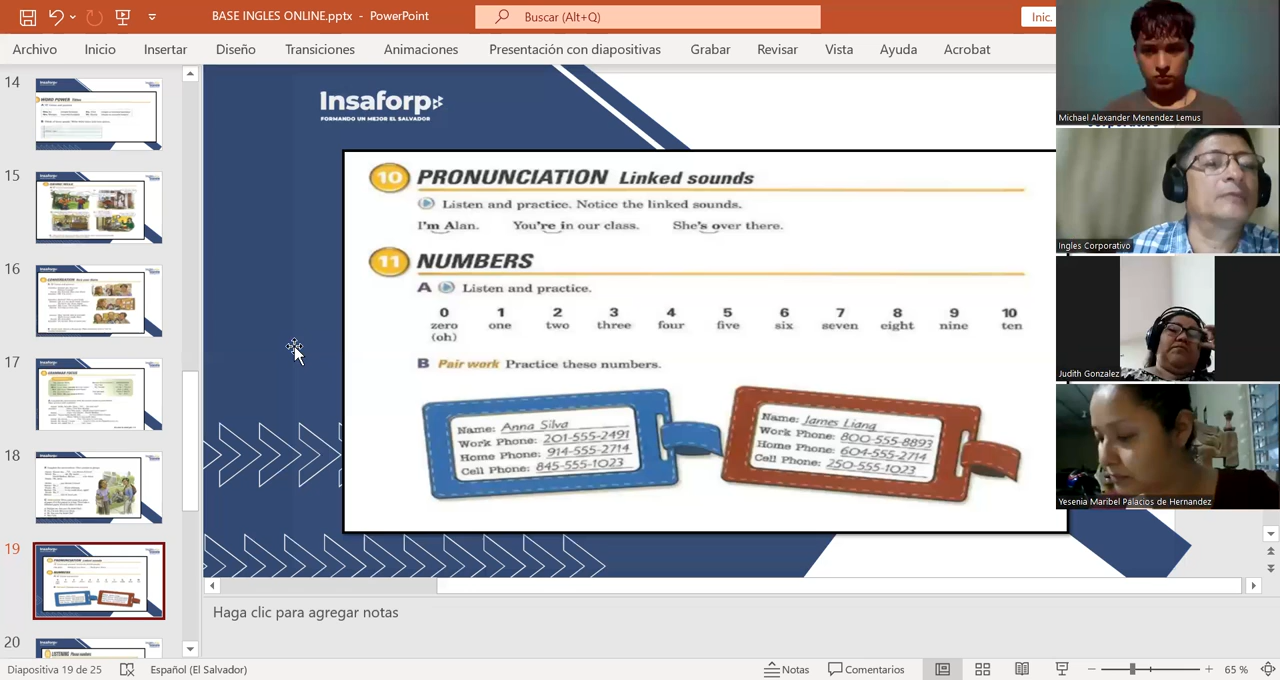 BASE INGLES ONLINE.pptx - PowerPoint
Buscar (Alt+Q)
Inic.
Archivo Inicio Insertar Diseño Transiciones Animaciones Presentación con diapositivas Grabar Revisar Vista Ayuda Acrobat
14
15
16
17
18
19
20
Insaforp
FORMANDO UN MEJOR EL SALVADOR
10 PRONUNCIATION Linked sounds
Listen and practice. Notice the linked sounds.
I'm Alan. You're in our class. She's over there.
11 NUMBERS
A Listen and practice.
0 1 2 3 4 5 6 7 8 9 10
zero one two three four five six seven eight nine ten
(oh)
B Pair work Practice these numbers.
Name: Anna Silva
Work Phone: 201-555-2491
Home Phone: 914-555-2714
Cell Phone: 845-555-1023
Name: James Liang
Work Phone: 800-555-8893
Home Phone: 604-555-2714
Cell Phone: 250-555-1023
Michael Alexander Menendez Lemus
Ingles Corporativo
Judith Gonzalez
Yesenia Maribel Palacios de Hernandez
Haga clic para agregar notas
Diapositiva 19 de 25 Español (El Salvador) Notas Comentarios 65 %